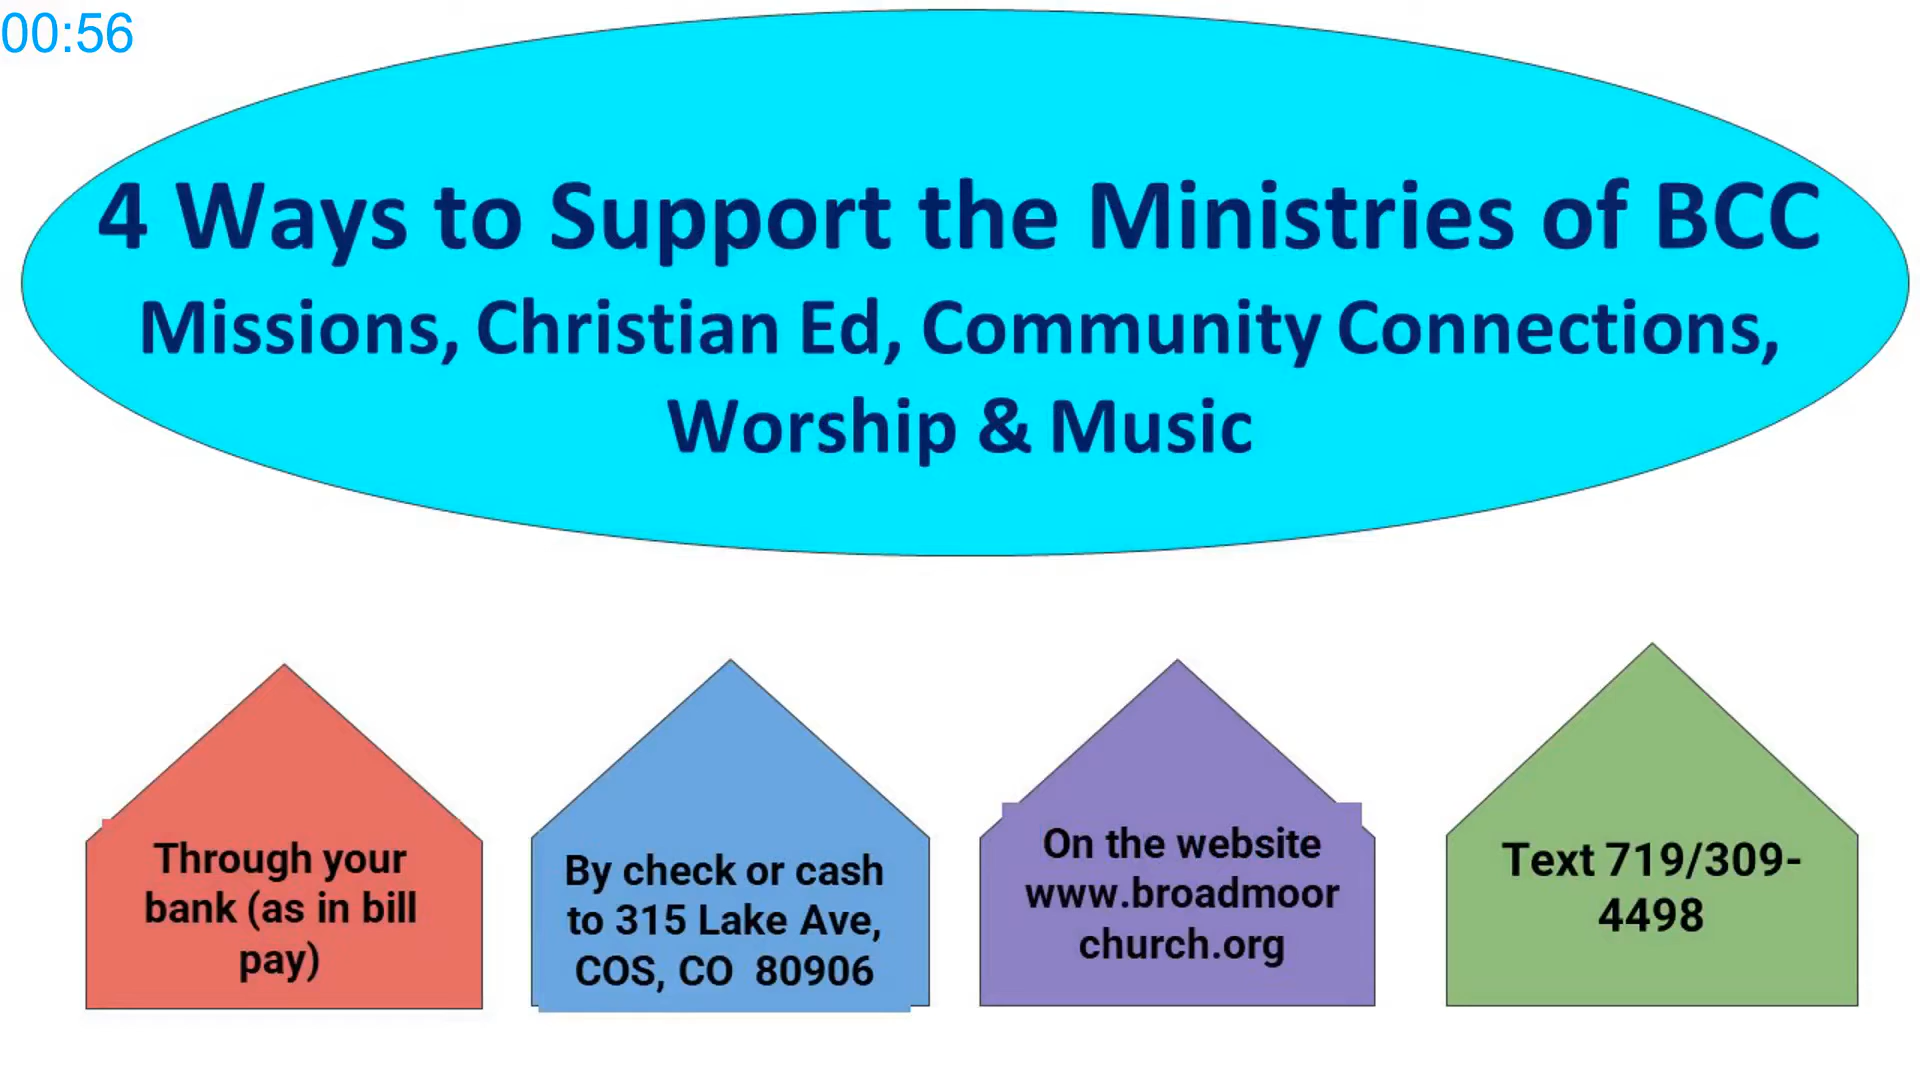 00:56
4 Ways to Support the Ministries of BCC
Missions, Christian Ed, Community Connections,
Worship & Music
Through your
bank (as in bill
pay)
By check or cash
to 315 Lake Ave,
COS, CO 80906
On the website
www.broadmoor
church.org
Text 719/309-
4498